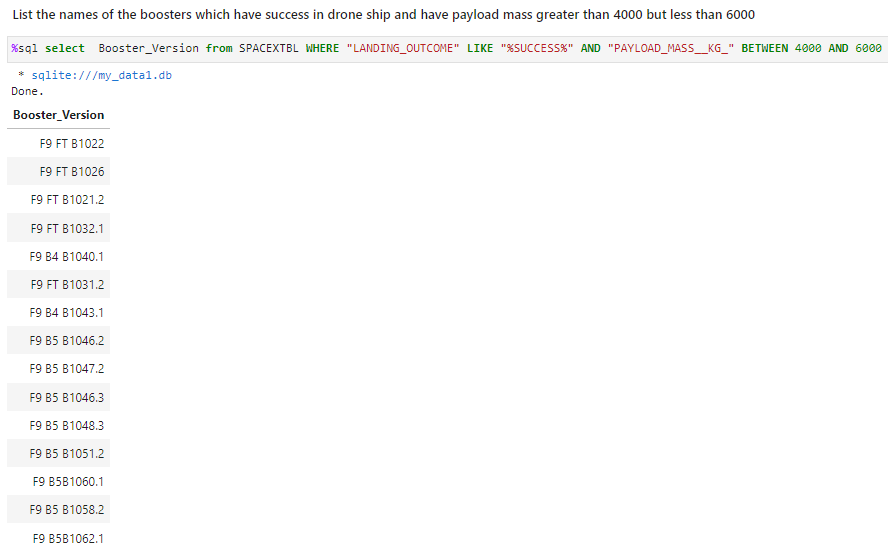 List the names of the boosters which have success in drone ship and have payload mass greater than 4000 but less than 6000
%sql select  Booster_Version from SPACEXTBL WHERE "LANDING_OUTCOME" LIKE "%SUCCESS%" AND "PAYLOAD_MASS__KG_" BETWEEN 4000 AND 6000
* sqlite:///my_data1.db
Done.
Booster_Version
F9 FT B1022
F9 FT B1026
F9 FT B1021.2
F9 FT B1032.1
F9 B4 B1040.1
F9 FT B1031.2
F9 B4 B1043.1
F9 B5 B1046.2
F9 B5 B1047.2
F9 B5 B1046.3
F9 B5 B1048.3
F9 B5 B1051.2
F9 B5B1060.1
F9 B5 B1058.2
F9 B5B1062.1